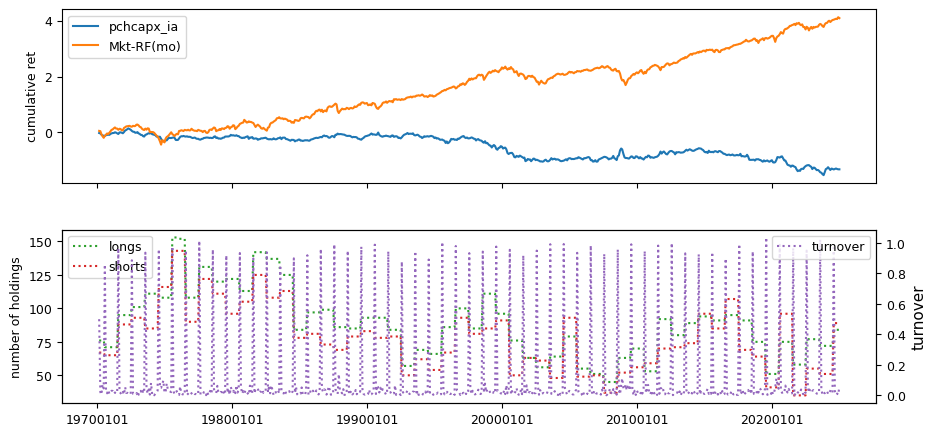 4
2
0
cumulative ret
pchcapx_ia
Mkt-RF(mo)
150
125
100
75
50
number of holdings
longs
shorts
turnover
1.0
0.8
0.6
0.4
0.2
0.0
turnover
19700101
19800101
19900101
20000101
20100101
20200101